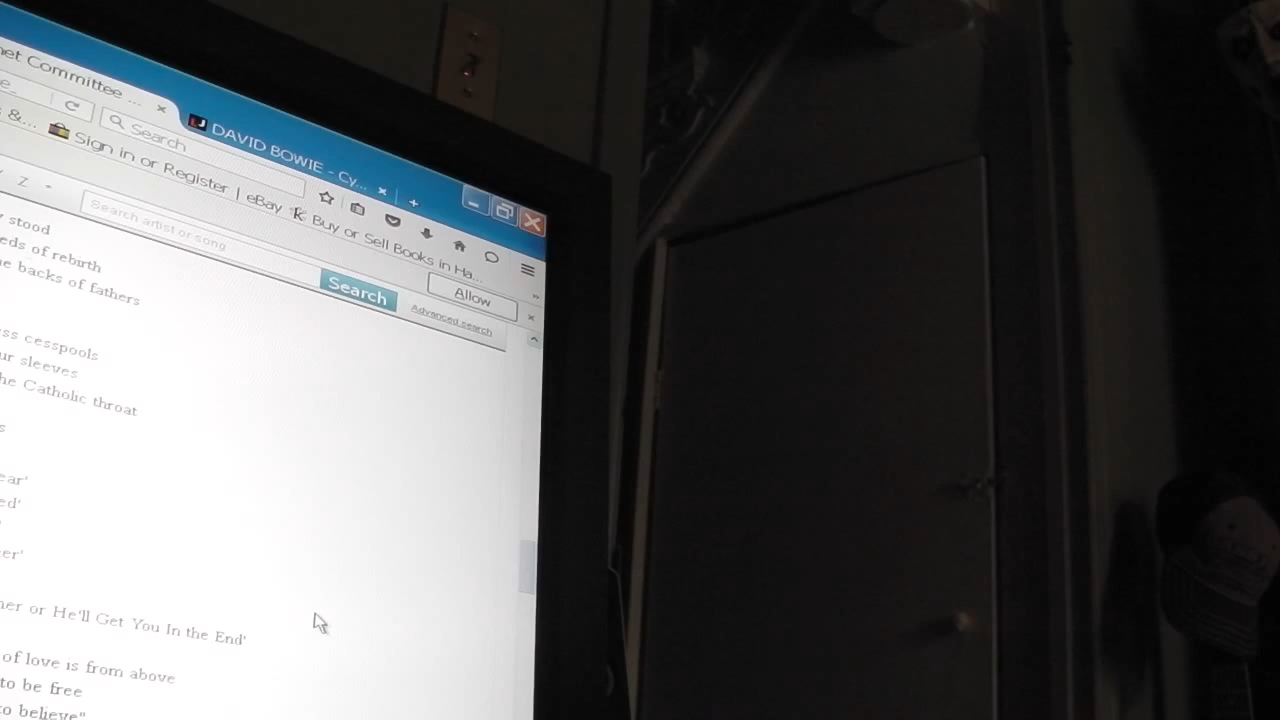 net Committee ...
DAVID BOWIE - Cy...
Search
s &...
Sign in or Register | eBay
Buy or Sell Books in Ha...
Z
Search artist or song
Allow
Search
Advanced search
stood
eds of rebirth
e backs of fathers
ss cesspools
ur sleeves
he Catholic throat
s
ear'
ed'
er'
her or He'll Get You In the End'
of love is from above
to be free
to believe"